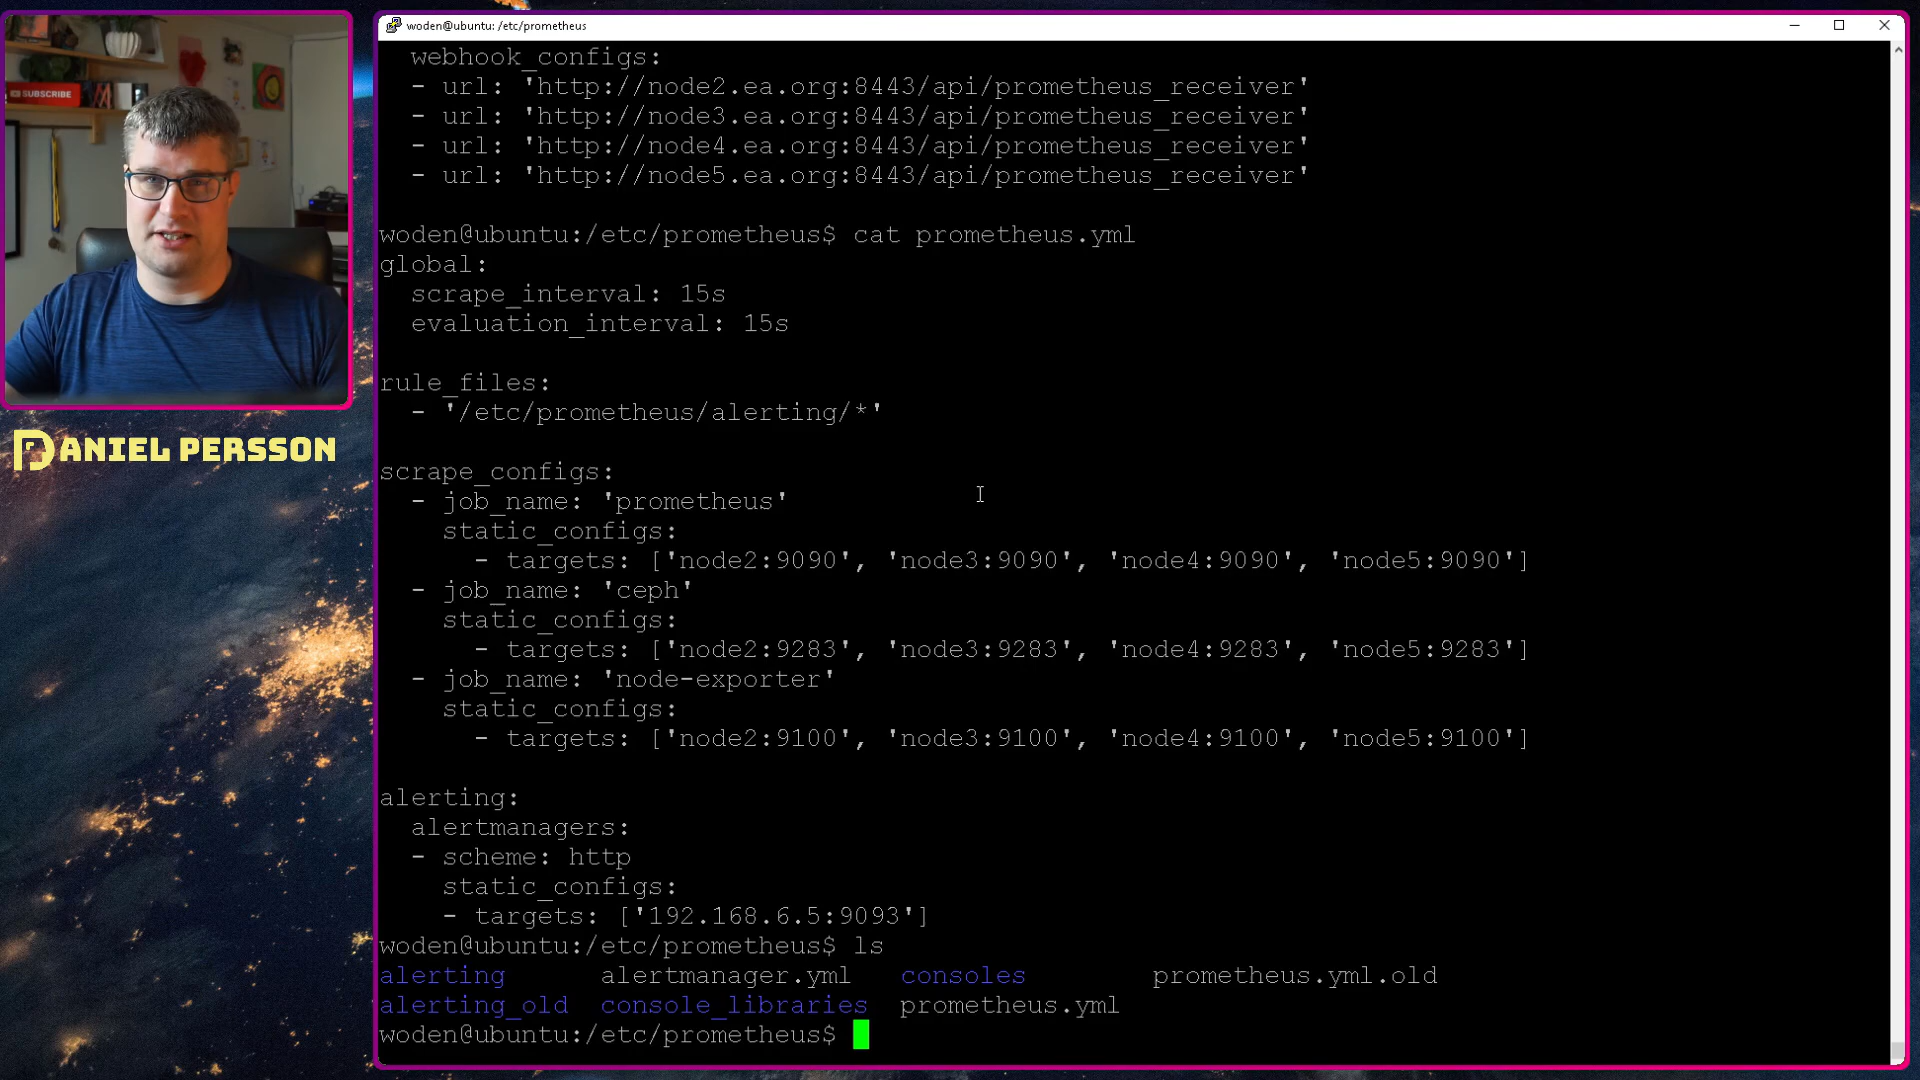 woden@ubuntu: /etc/prometheus
SUBSCRIBE
DANIEL PERSSON
  webhook_configs:
  - url: 'http://node2.ea.org:8443/api/prometheus_receiver'
  - url: 'http://node3.ea.org:8443/api/prometheus_receiver'
  - url: 'http://node4.ea.org:8443/api/prometheus_receiver'
  - url: 'http://node5.ea.org:8443/api/prometheus_receiver'
woden@ubuntu:/etc/prometheus$ cat prometheus.yml
global:
  scrape_interval: 15s
  evaluation_interval: 15s
rule_files:
  - '/etc/prometheus/alerting/*'
scrape_configs:
  - job_name: 'prometheus'
    static_configs:
      - targets: ['node2:9090', 'node3:9090', 'node4:9090', 'node5:9090']
  - job_name: 'ceph'
    static_configs:
      - targets: ['node2:9283', 'node3:9283', 'node4:9283', 'node5:9283']
  - job_name: 'node-exporter'
    static_configs:
      - targets: ['node2:9100', 'node3:9100', 'node4:9100', 'node5:9100']
alerting:
  alertmanagers:
  - scheme: http
    static_configs:
    - targets: ['192.168.6.5:9093']
woden@ubuntu:/etc/prometheus$ ls
alerting      alertmanager.yml   consoles        prometheus.yml.old
alerting_old  console_libraries  prometheus.yml
woden@ubuntu:/etc/prometheus$